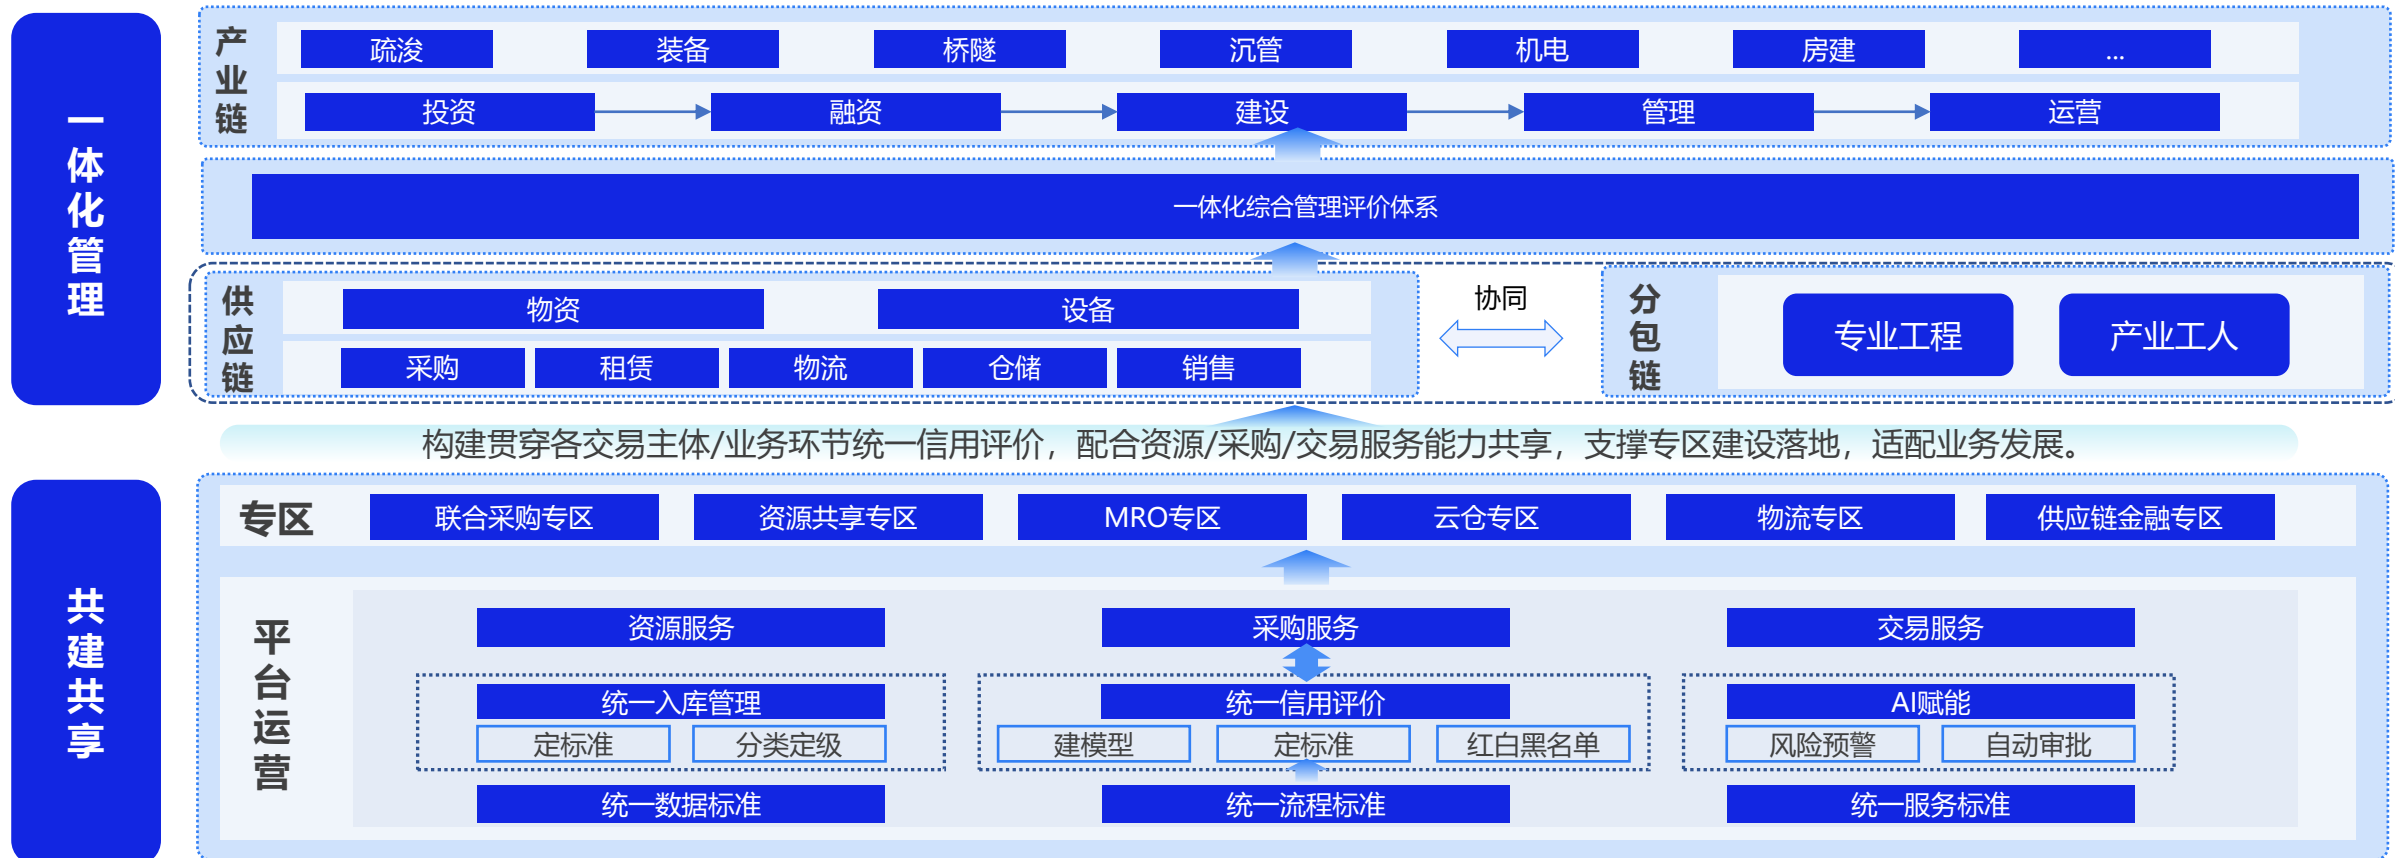 一体化管理
产业链
疏浚 装备 桥隧 沉管 机电 房建 ...
投资 融资 建设 管理 运营
一体化综合管理评价体系
供应链
物资 设备
采购 租赁 物流 仓储 销售
协同
分包链
专业工程 产业工人
构建贯穿各交易主体/业务环节统一信用评价，配合资源/采购/交易服务能力共享，支撑专区建设落地，适配业务发展。
共建共享
专区
联合采购专区 资源共享专区 MRO专区 云仓专区 物流专区 供应链金融专区
平台运营
资源服务 采购服务 交易服务
统一入库管理 统一信用评价 AI赋能
定标准 分类定级 建模型 定标准 红白黑名单 风险预警 自动审批
统一数据标准 统一流程标准 统一服务标准